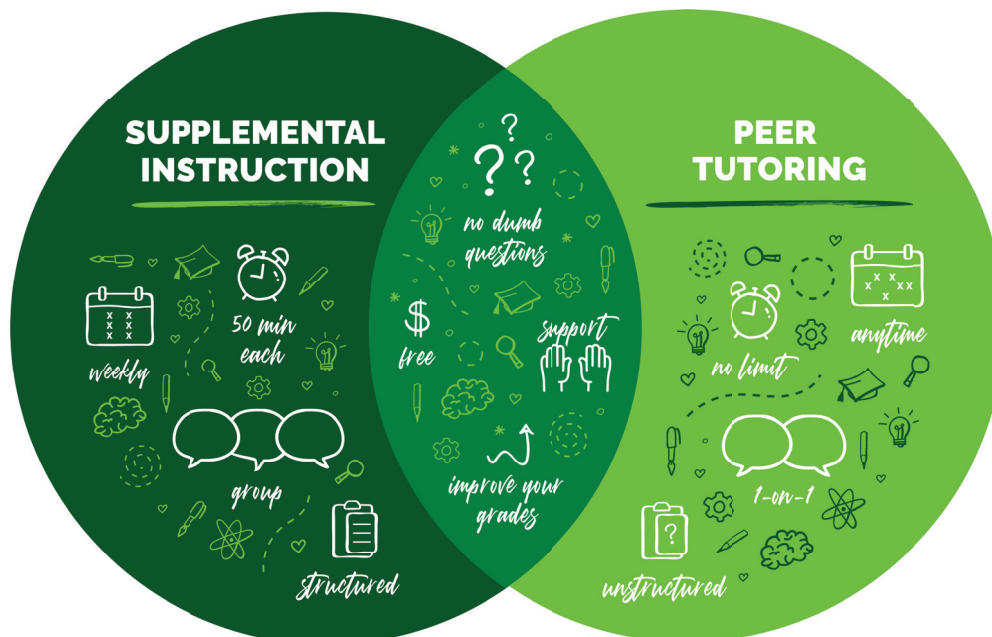 SUPPLEMENTAL
INSTRUCTION
weekly
50 min
each
group
structured
no dumb
questions
free
support
improve your
grades
PEER
TUTORING
no limit
anytime
1-on-1
unstructured